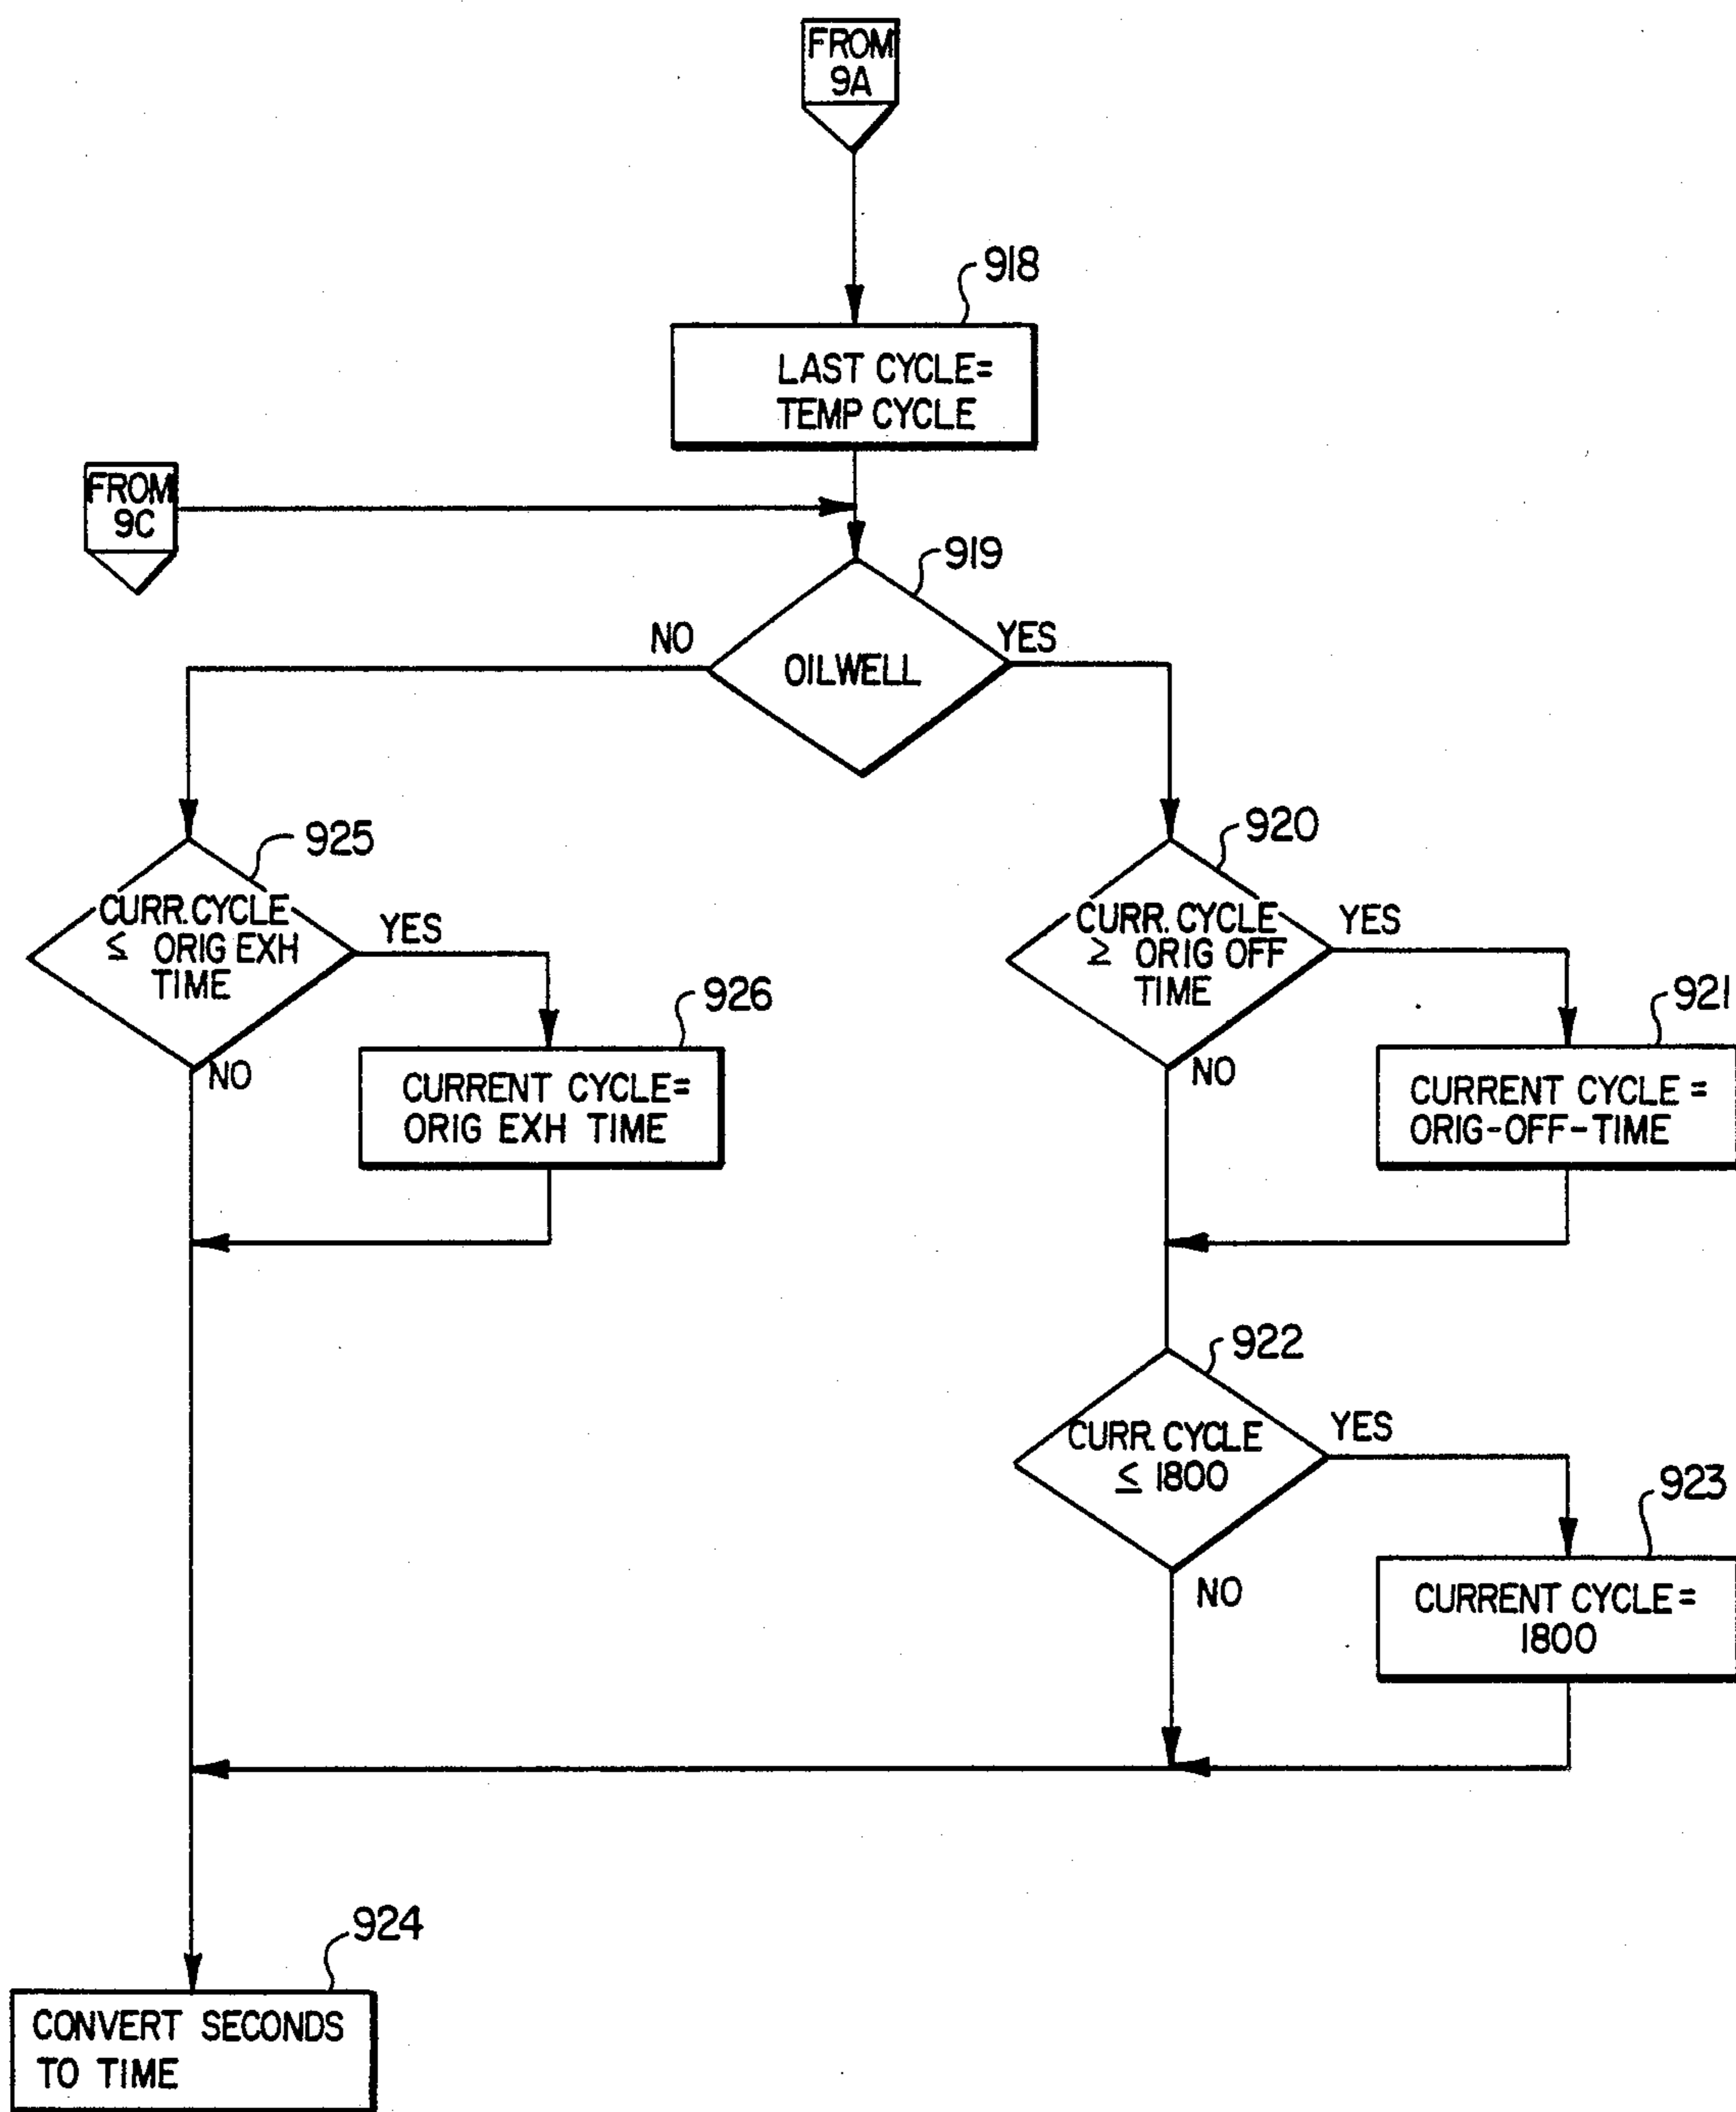 FROM
9A
918
LAST CYCLE=
TEMP CYCLE
FROM
9C
919
NO
YES
OILWELL
925
CURR. CYCLE
≤ ORIG EXH
TIME
YES
NO
926
CURRENT CYCLE=
ORIG EXH TIME
920
CURR. CYCLE
≥ ORIG OFF
TIME
YES
NO
921
CURRENT CYCLE =
ORIG-OFF-TIME
922
CURR. CYCLE
≤ 1800
YES
NO
923
CURRENT CYCLE=
1800
924
CONVERT SECONDS
TO TIME